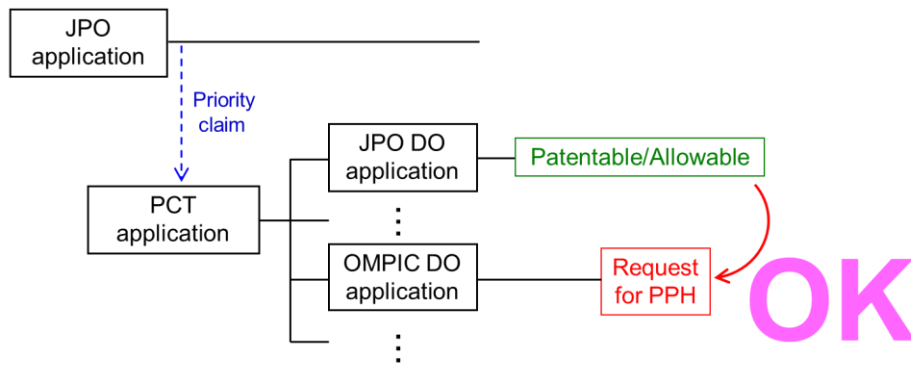 JPO
application
Priority
claim
JPO DO
application
Patentable/Allowable
PCT
application
⋮
OMPIC DO
application
Request
for PPH
OK
⋮